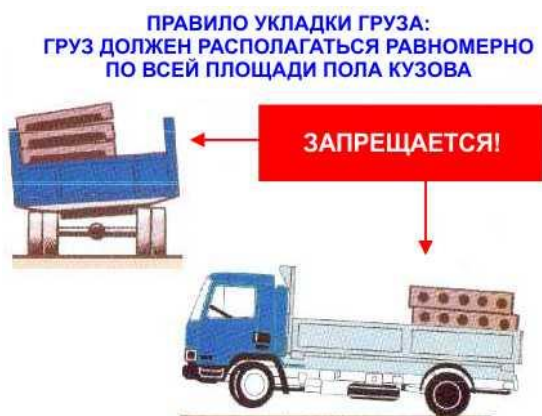 ПРАВИЛО УКЛАДКИ ГРУЗА:
ГРУЗ ДОЛЖЕН РАСПОЛАГАТЬСЯ РАВНОМЕРНО
ПО ВСЕЙ ПЛОЩАДИ ПОЛА КУЗОВА
ЗАПРЕЩАЕТСЯ!